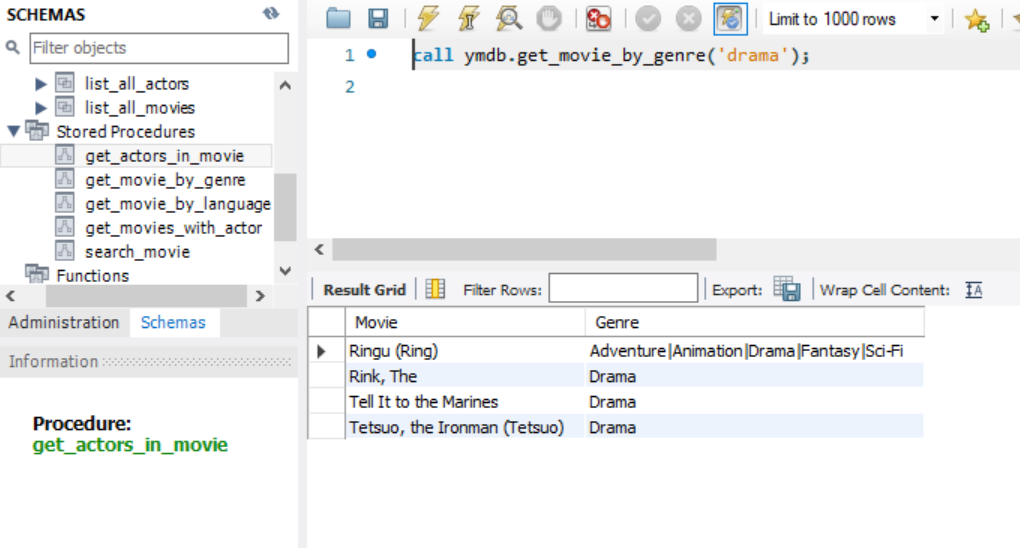 SCHEMAS
Filter objects
list_all_actors
list_all_movies
Stored Procedures
get_actors_in_movie
get_movie_by_genre
get_movie_by_language
get_movies_with_actor
search_movie
Functions
Administration Schemas
Information
Procedure:
get_actors_in_movie
Limit to 1000 rows
1 call ymdb.get_movie_by_genre('drama');
2
Result Grid Filter Rows: Export: Wrap Cell Content: IA
Movie Genre
Ringu (Ring) Adventure|Animation|Drama|Fantasy|Sci-Fi
Rink, The Drama
Tell It to the Marines Drama
Tetsuo, the Ironman (Tetsuo) Drama